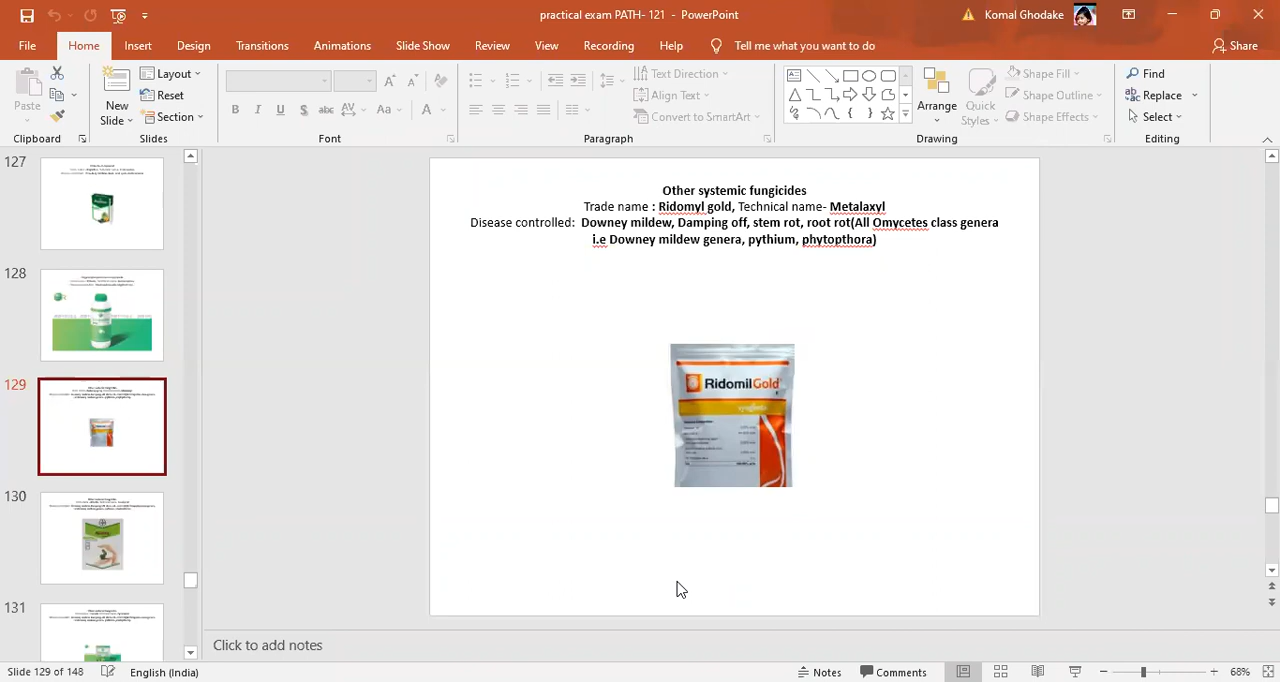 practical exam PATH- 121 - PowerPoint
Komal Ghodake
File Home Insert Design Transitions Animations Slide Show Review View Recording Help Tell me what you want to do Share
Paste
New
Slide
Layout
Reset
Section
B I U S abc AV Aa A
Text Direction
Align Text
Convert to SmartArt
Arrange
Quick
Styles
Shape Fill
Shape Outline
Shape Effects
Find
Replace
Select
Clipboard Slides Font Paragraph Drawing Editing
127
128
129
130
131
Other systemic fungicides
Trade name : Ridomyl gold, Technical name- Metalaxyl
Disease controlled: Downey mildew, Damping off, stem rot, root rot(All Omycetes class genera
i.e Downey mildew genera, pythium, phytopthora)
RidomilGold
syngenta
RidomilGold
Click to add notes
Slide 129 of 148 English (India) Notes Comments 68%